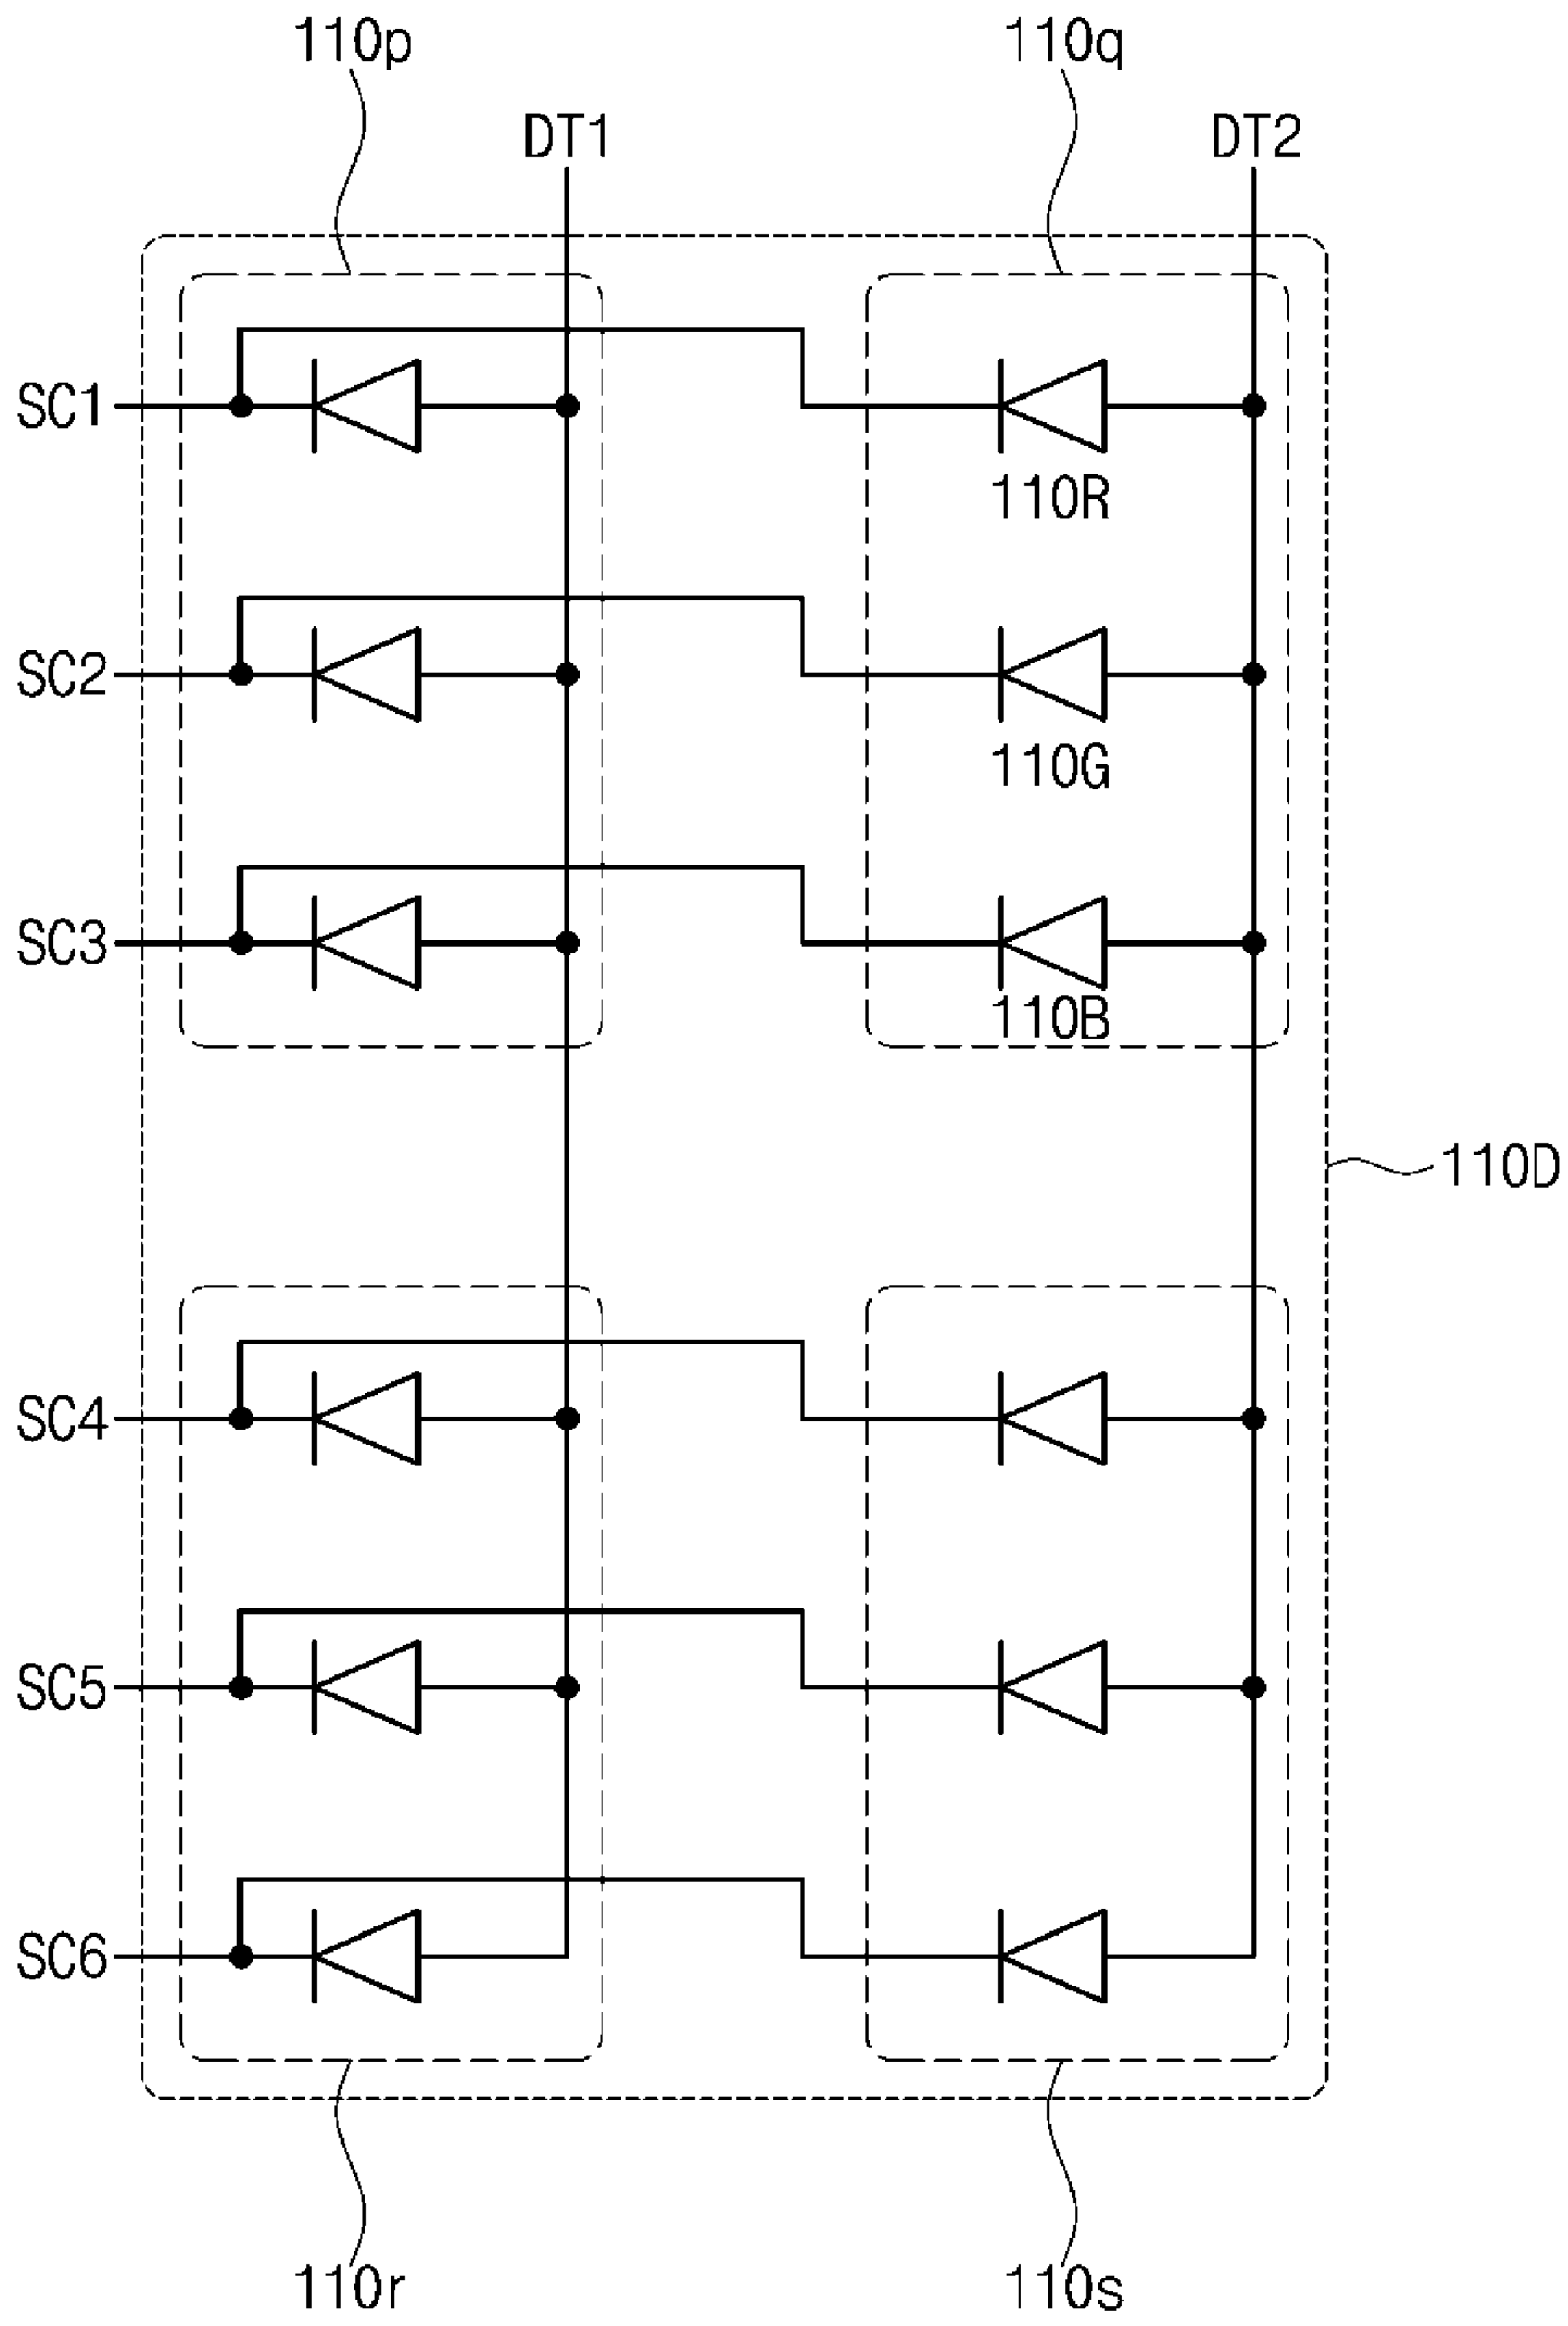 110p 110q
DT1 DT2
SC1
110R
SC2
110G
SC3
110B
110D
SC4
SC5
SC6
110r 110s